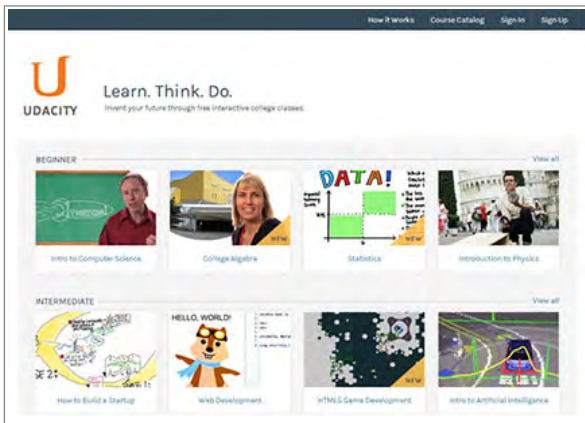 How it Works Course Catalog Sign In Sign Up
UDACITY
Learn. Think. Do.
Invent your future through free interactive college classes.
BEGINNER View all
DATA!
NEW NEW
Intro to Computer Science College Algebra Statistics Introduction to Physics
INTERMEDIATE View all
HELLO, WORLD!
NEW
How to Build a Startup Web Development HTML5 Game Development Intro to Artificial Intelligence